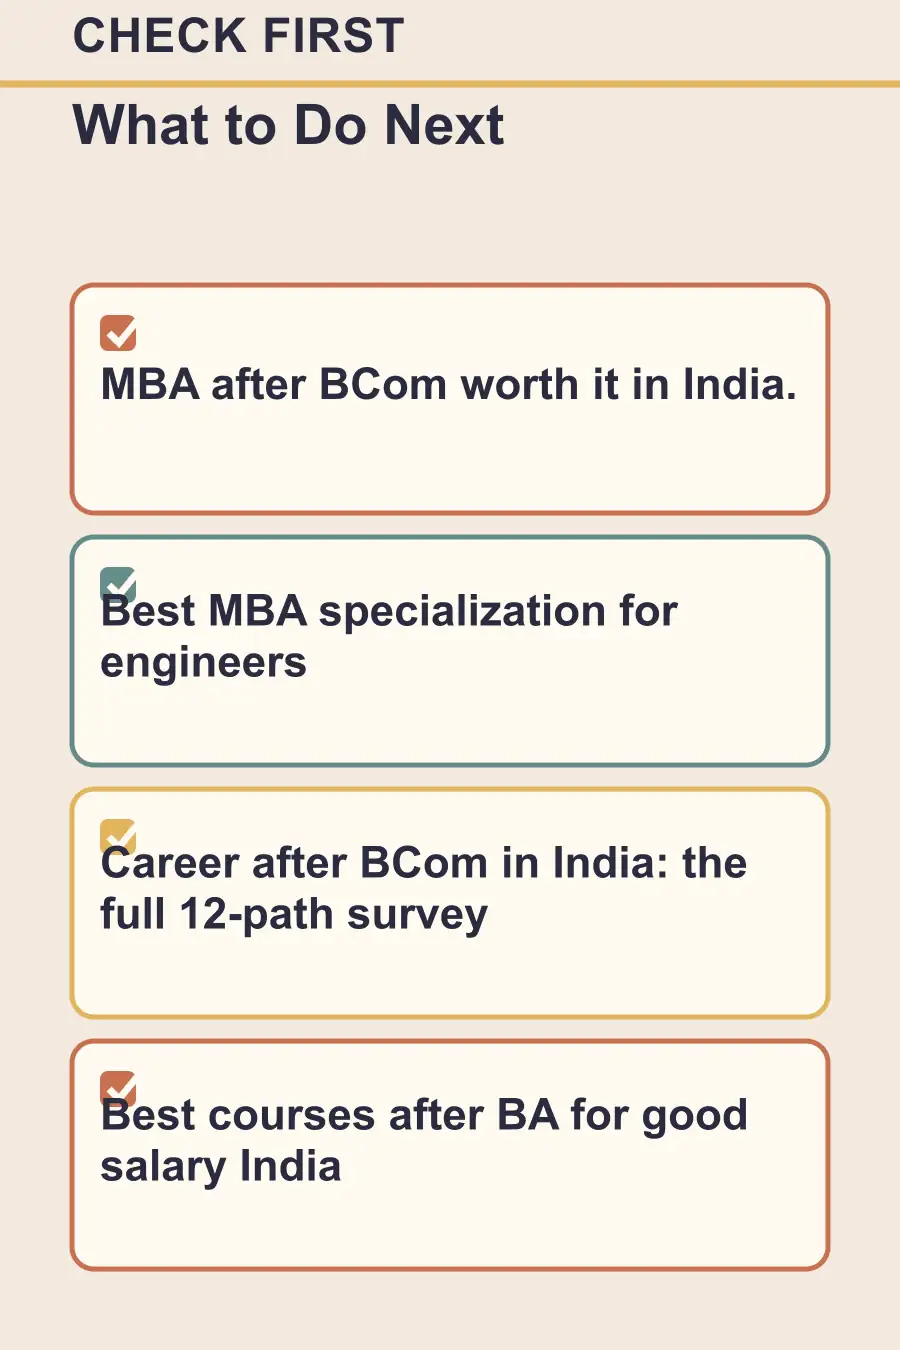 CHECK FIRST
What to Do Next
MBA after BCom worth it in India.
Best MBA specialization for
engineers
Career after BCom in India: the
full 12-path survey
Best courses after BA for good
salary India